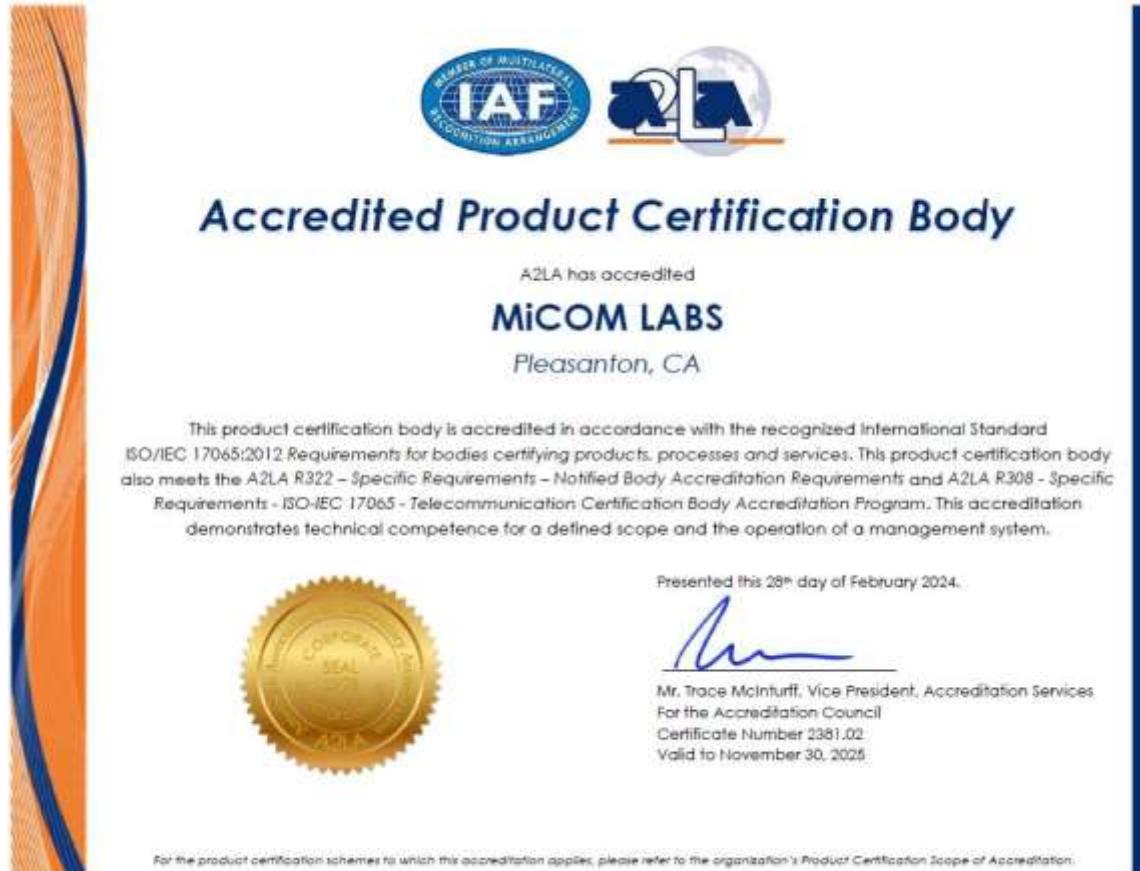 MEMBER OF MULTILATERAL
IAF
RECOGNITION ARRANGEMENT
a2La
Accredited Product Certification Body
A2LA has accredited
MiCOM LABS
Pleasanton, CA
This product certification body is accredited in accordance with the recognized International Standard
ISO/IEC 17065:2012 Requirements for bodies certifying products, processes and services. This product certification body
also meets the A2LA R322 – Specific Requirements – Notified Body Accreditation Requirements and A2LA R308 - Specific
Requirements - ISO-IEC 17065 - Telecommunication Certification Body Accreditation Program. This accreditation
demonstrates technical competence for a defined scope and the operation of a management system.
CORPORATE
SEAL
A2LA
Presented this 28th day of February 2024.
Mr. Trace McInturff, Vice President, Accreditation Services
For the Accreditation Council
Certificate Number 2381.02
Valid to November 30, 2025
For the product certification schemes to which this accreditation applies, please refer to the organization's Product Certification Scope of Accreditation.